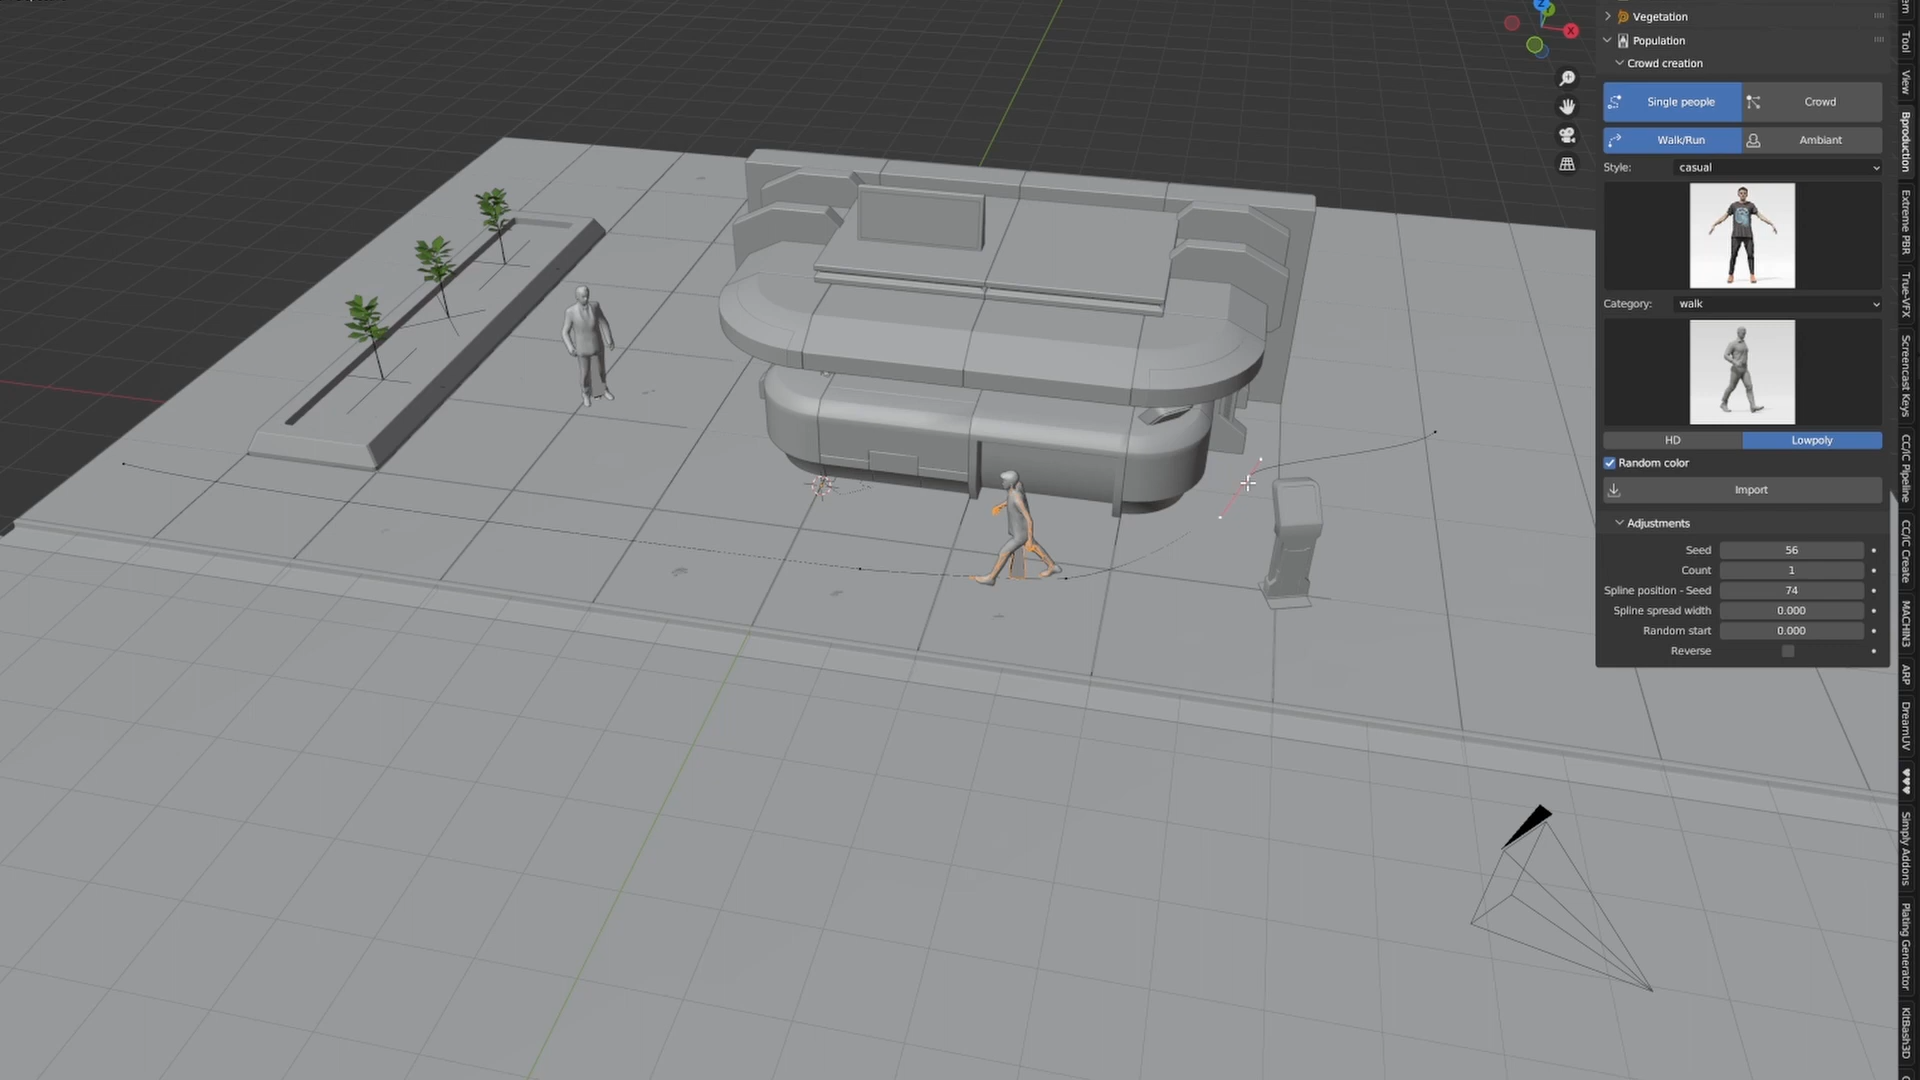 Z
X
Vegetation
Population
Crowd creation
Single people
Crowd
Walk/Run
Ambiant
Style:
casual
Category:
walk
HD
Lowpoly
Random color
Import
Adjustments
Seed
56
Count
1
Spline position - Seed
74
Spline spread width
0.000
Random start
0.000
Reverse
Tool
View
Bproduction
Extreme PBR
True-VFX
Screencast Keys
CC/iC Pipeline
CC/iC Create
MACHIN3
ARP
DreamUV
♥♥♥
Simply Addons
Plating Generator
KitBash3D